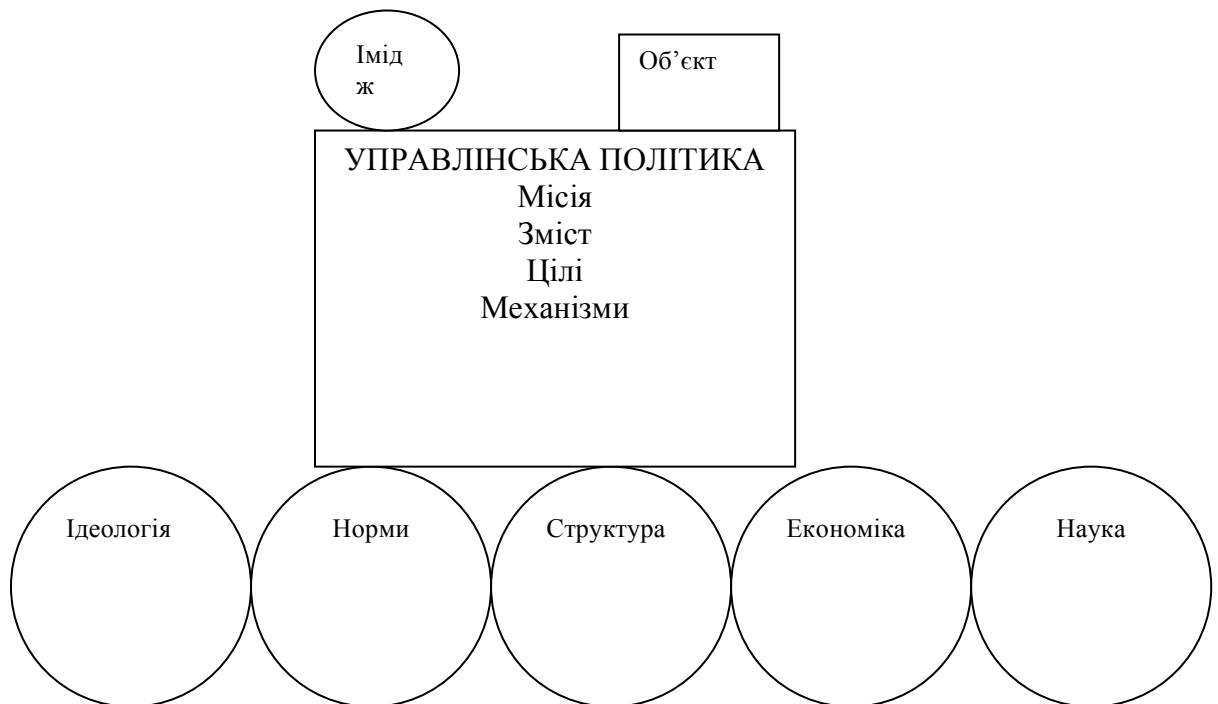 Імід
ж
Об’єкт
УПРАВЛІНСЬКА ПОЛІТИКА
Місія
Зміст
Цілі
Механізми
Ідеологія
Норми
Структура
Економіка
Наука